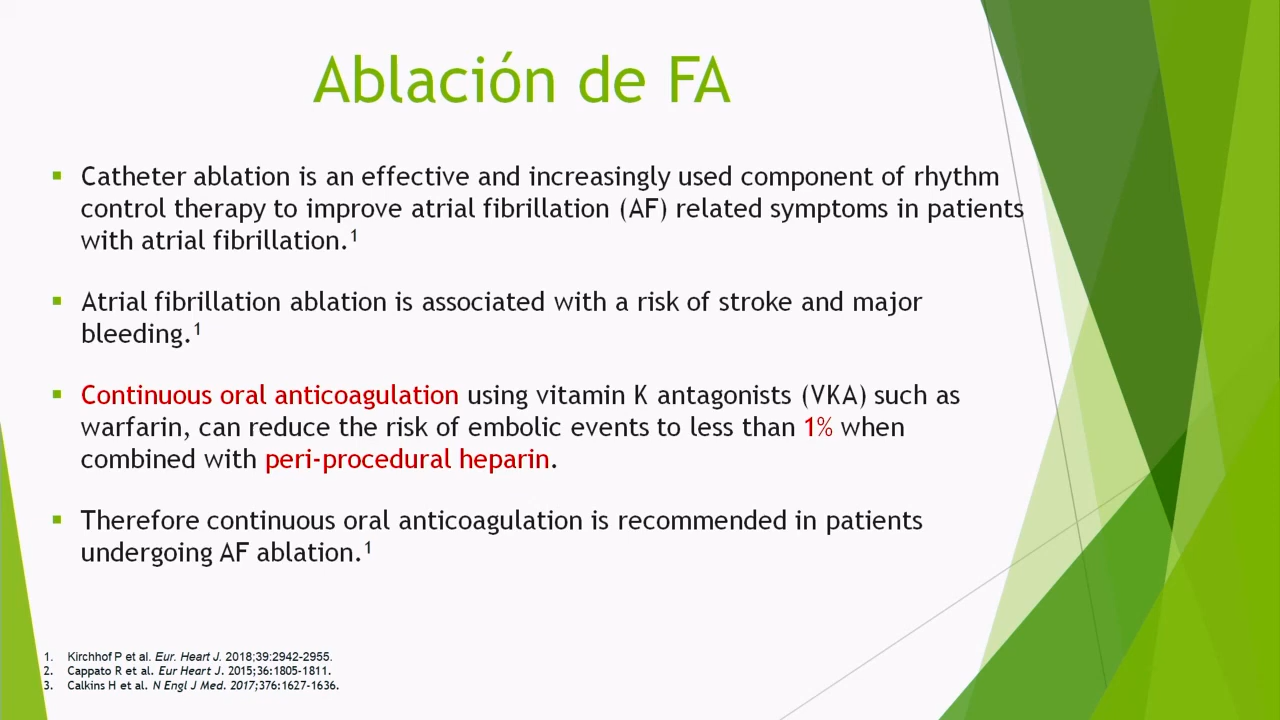 Ablación de FA
▪ Catheter ablation is an effective and increasingly used component of rhythm
control therapy to improve atrial fibrillation (AF) related symptoms in patients
with atrial fibrillation.¹
▪ Atrial fibrillation ablation is associated with a risk of stroke and major
bleeding.¹
▪ Continuous oral anticoagulation using vitamin K antagonists (VKA) such as
warfarin, can reduce the risk of embolic events to less than 1% when
combined with peri-procedural heparin.
▪ Therefore continuous oral anticoagulation is recommended in patients
undergoing AF ablation.¹
1. Kirchhof P et al. Eur. Heart J. 2018;39:2942-2955.
2. Cappato R et al. Eur Heart J. 2015;36:1805-1811.
3. Calkins H et al. N Engl J Med. 2017;376:1627-1636.